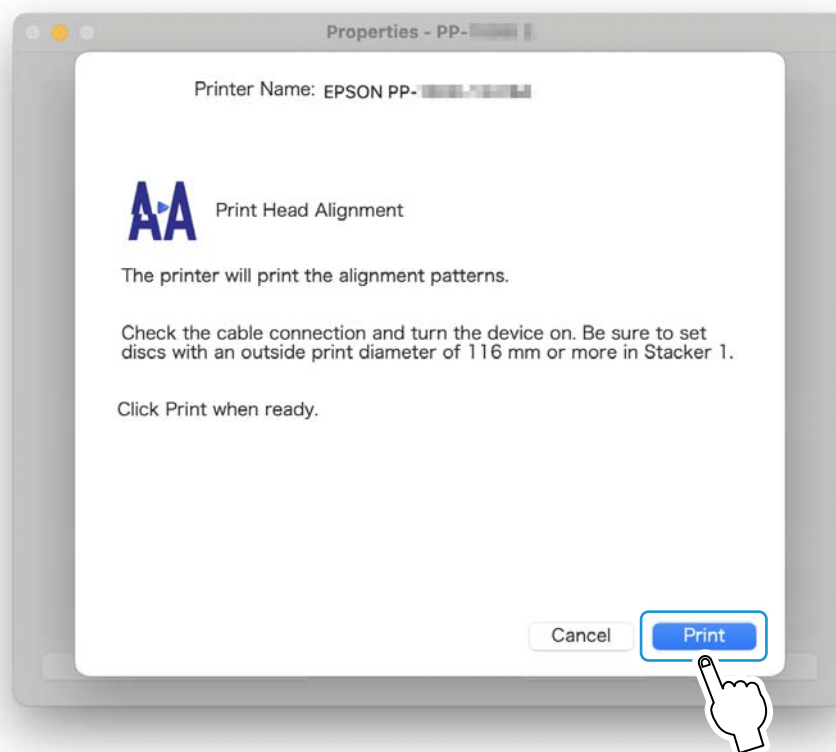 Properties - PP-
Printer Name: EPSON PP-
AA
Print Head Alignment
The printer will print the alignment patterns.
Check the cable connection and turn the device on. Be sure to set
discs with an outside print diameter of 116 mm or more in Stacker 1.
Click Print when ready.
Cancel
Print